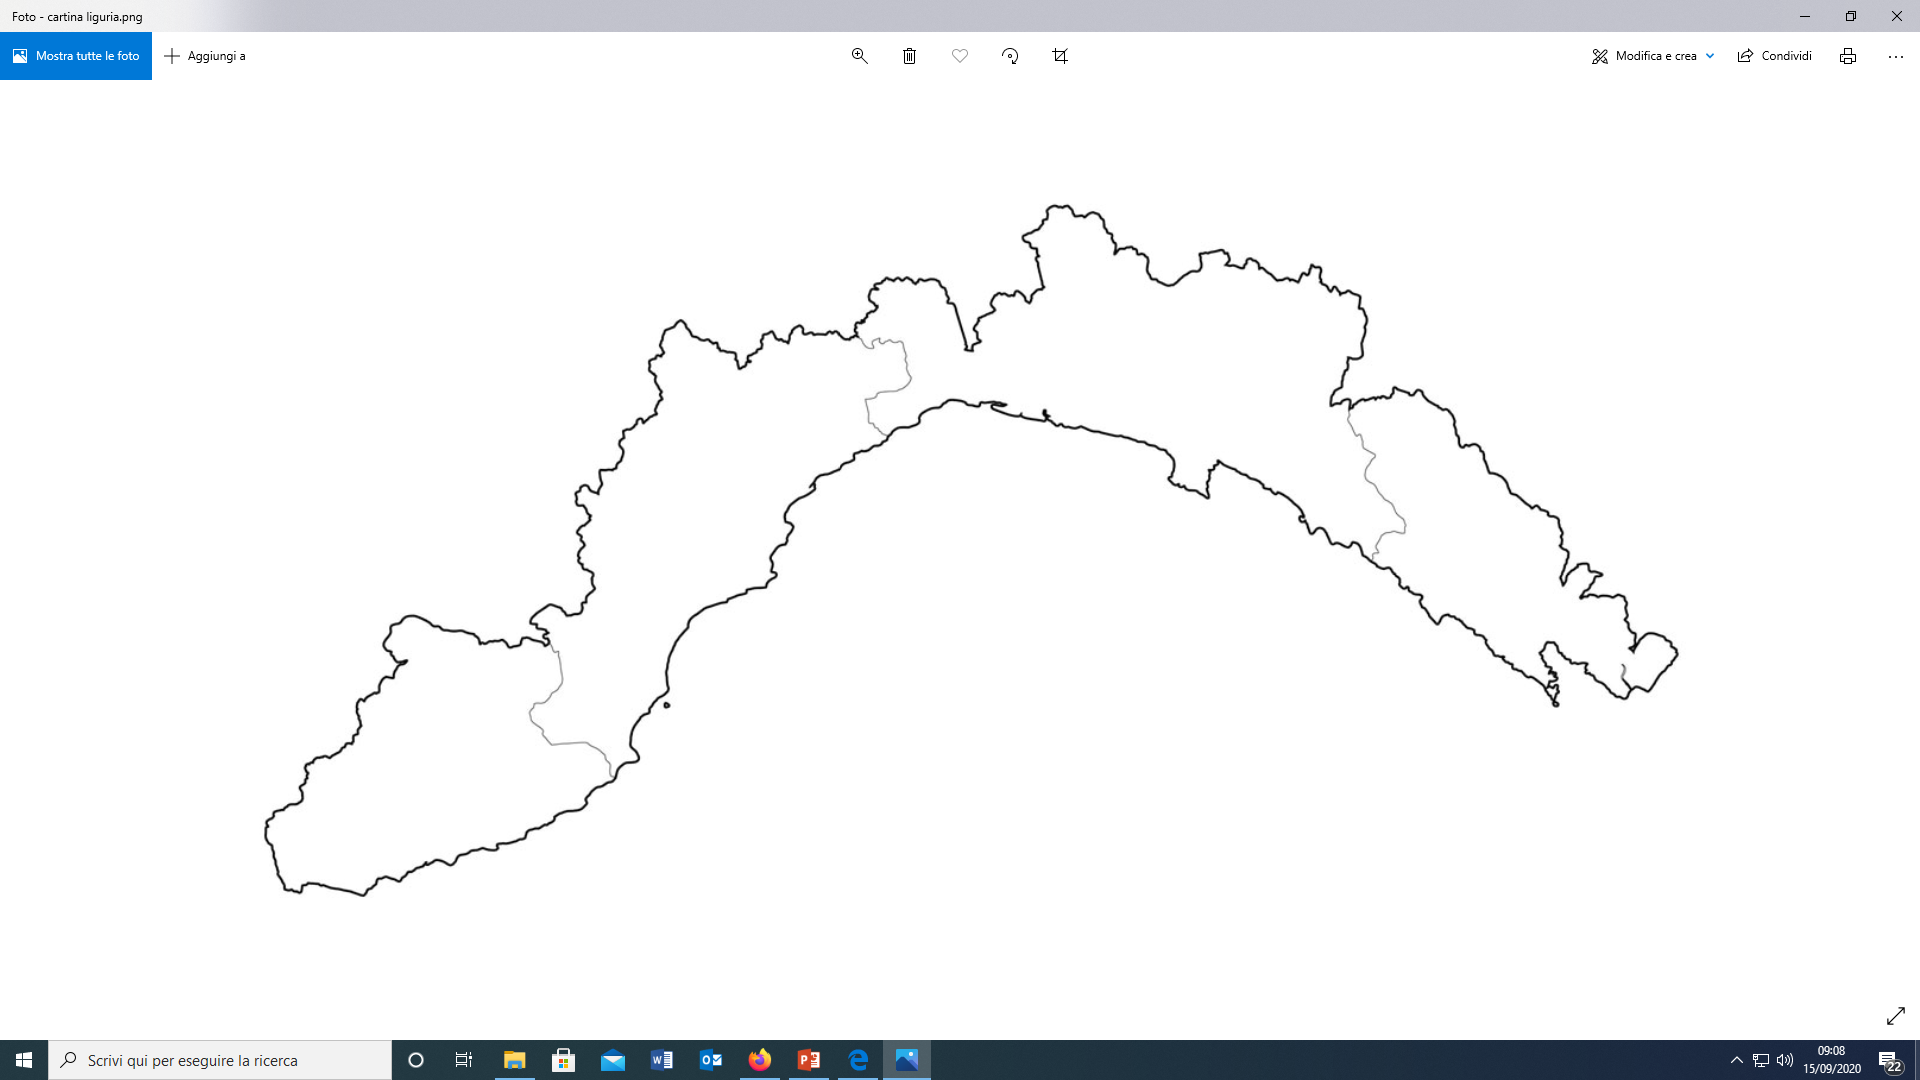 Foto - cartina liguria.png
Mostra tutte le foto
Aggiungi a
Modifica e crea
Condividi
Scrivi qui per eseguire la ricerca
09:08
15/09/2020
22